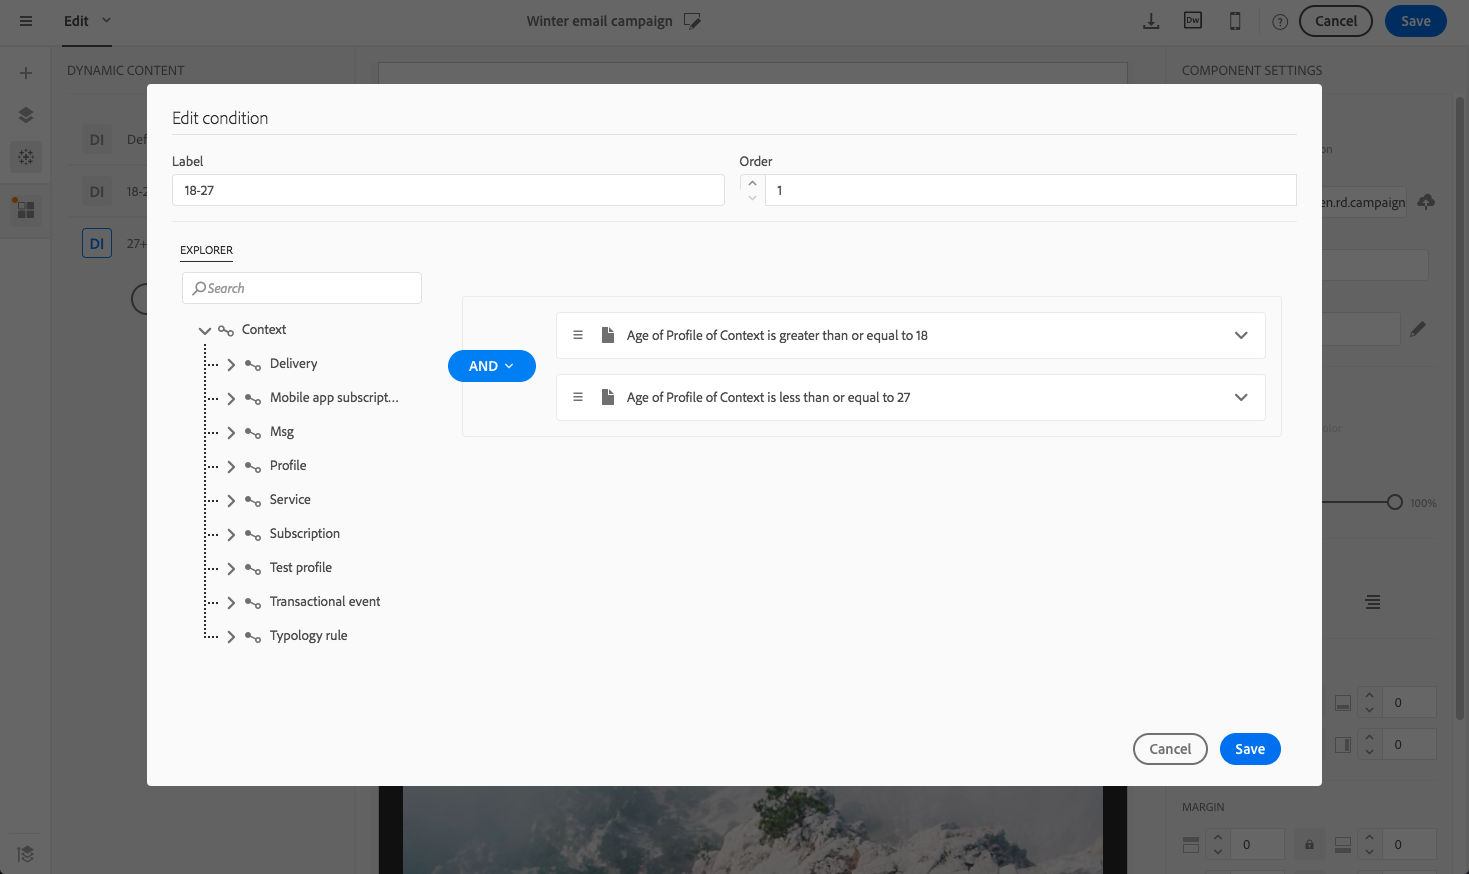 Edit
Winter email campaign
Dw
?
Cancel
Save
DYNAMIC CONTENT
COMPONENT SETTINGS
DI
DI 18-2
DI 27+
Edit condition
Label
Order
18-27
1
EXPLORER
Search
Context
Delivery
Mobile app subscript...
Msg
Profile
Service
Subscription
Test profile
Transactional event
Typology rule
AND
Age of Profile of Context is greater than or equal to 18
Age of Profile of Context is less than or equal to 27
Cancel
Save
en.rd.campaign
100%
0
0
MARGIN
0
0